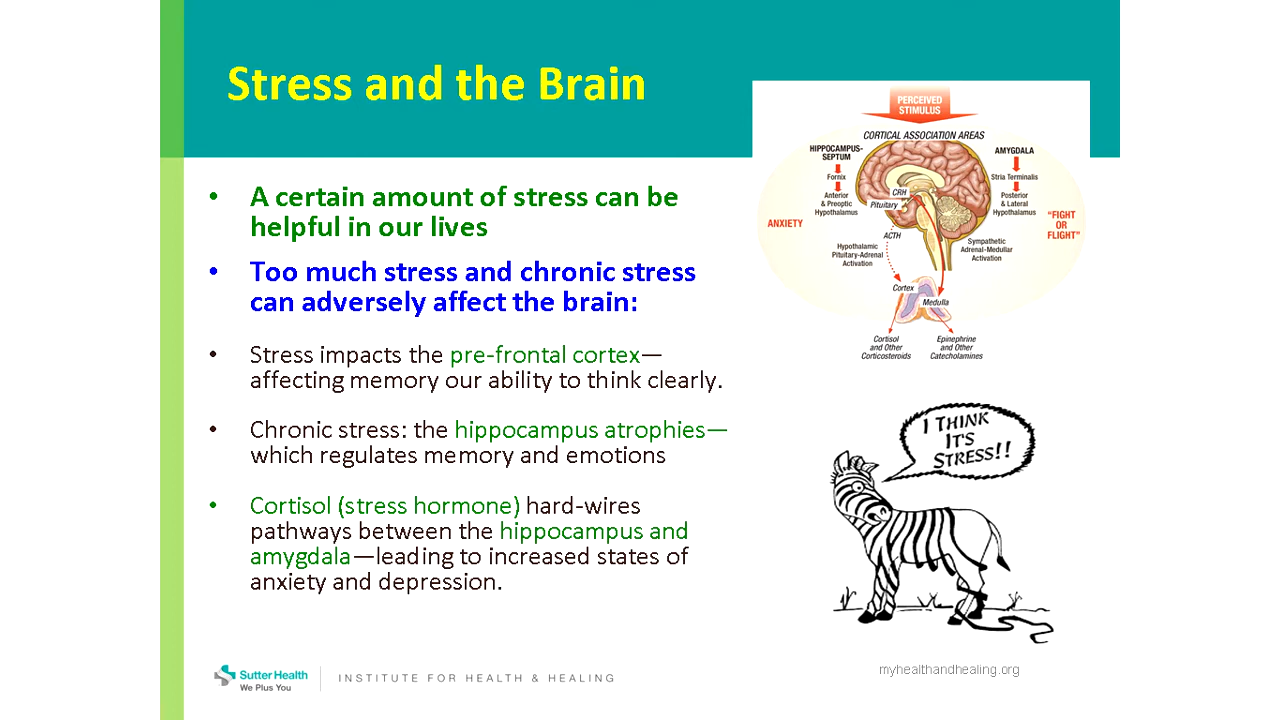 Stress and the Brain
• A certain amount of stress can be
helpful in our lives
• Too much stress and chronic stress
can adversely affect the brain:
• Stress impacts the pre-frontal cortex—
affecting memory our ability to think clearly.
• Chronic stress: the hippocampus atrophies—
which regulates memory and emotions
• Cortisol (stress hormone) hard-wires
pathways between the hippocampus and
amygdala—leading to increased states of
anxiety and depression.
PERCEIVED
STIMULUS
CORTICAL ASSOCIATION AREAS
HIPPOCAMPUS-
SEPTUM
Fornix
Anterior
& Preoptic
Hypothalamus
AMYGDALA
Stria Terminalis
Posterior
& Lateral
Hypothalamus
CRH
Pituitary
ANXIETY
"FIGHT
OR
FLIGHT"
ACTH
Hypothalamic
Pituitary-Adrenal
Activation
Sympathetic
Adrenal-Medullar
Activation
Cortex
Medulla
Cortisol
and Other
Corticosteroids
Epinephrine
and Other
Catecholamines
I THINK
IT'S
STRESS!!
Sutter Health
We Plus You
INSTITUTE FOR HEALTH & HEALING
myhealthandhealing.org